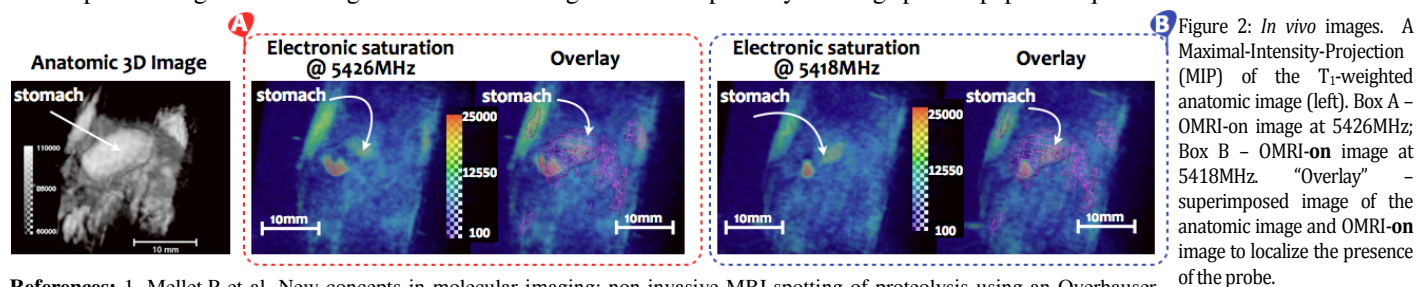 A
B
Anatomic 3D Image
stomach
110000
85000
60000
10 mm
Electronic saturation
@ 5426MHz
stomach
25000
12550
100
10mm
Overlay
stomach
10mm
Electronic saturation
@ 5418MHz
stomach
25000
12550
100
10mm
Overlay
stomach
10mm
Figure 2: In vivo images. A
Maximal-Intensity-Projection
(MIP) of the T1-weighted
anatomic image (left). Box A –
OMRI-on image at 5426MHz;
Box B – OMRI-on image at
5418MHz. “Overlay” –
superimposed image of the
anatomic image and OMRI-on
image to localize the presence
of the probe.
References: 1. Mellet P et al. New concepts in molecular imaging: non-invasive MRI spotting of proteolysis using an Overhauser